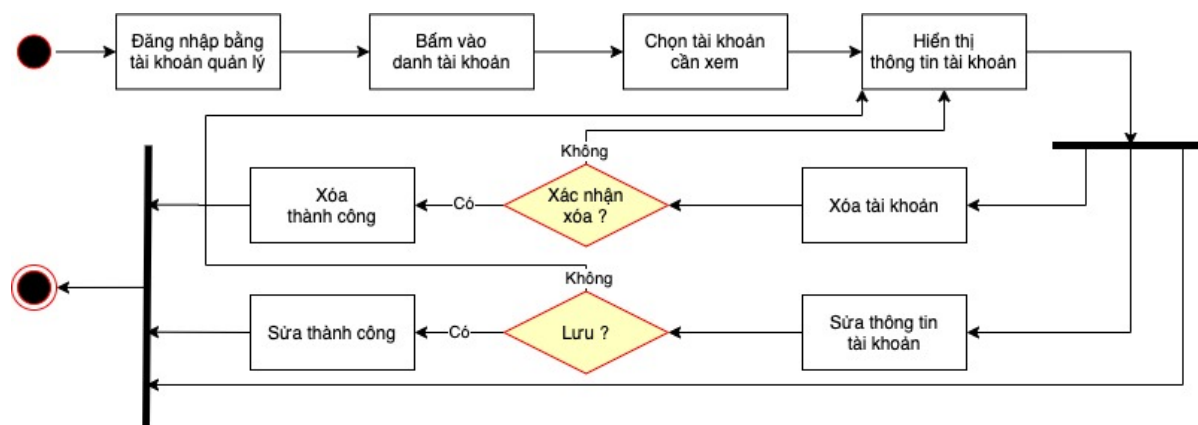 Đăng nhập bằng
tài khoản quản lý
Bấm vào
danh tài khoản
Chọn tài khoản
cần xem
Hiển thị
thông tin tài khoản
Không
Xóa
thành công
Có
Xác nhận
xóa ?
Xóa tài khoản
Không
Sửa thành công
Có
Lưu ?
Sửa thông tin
tài khoản